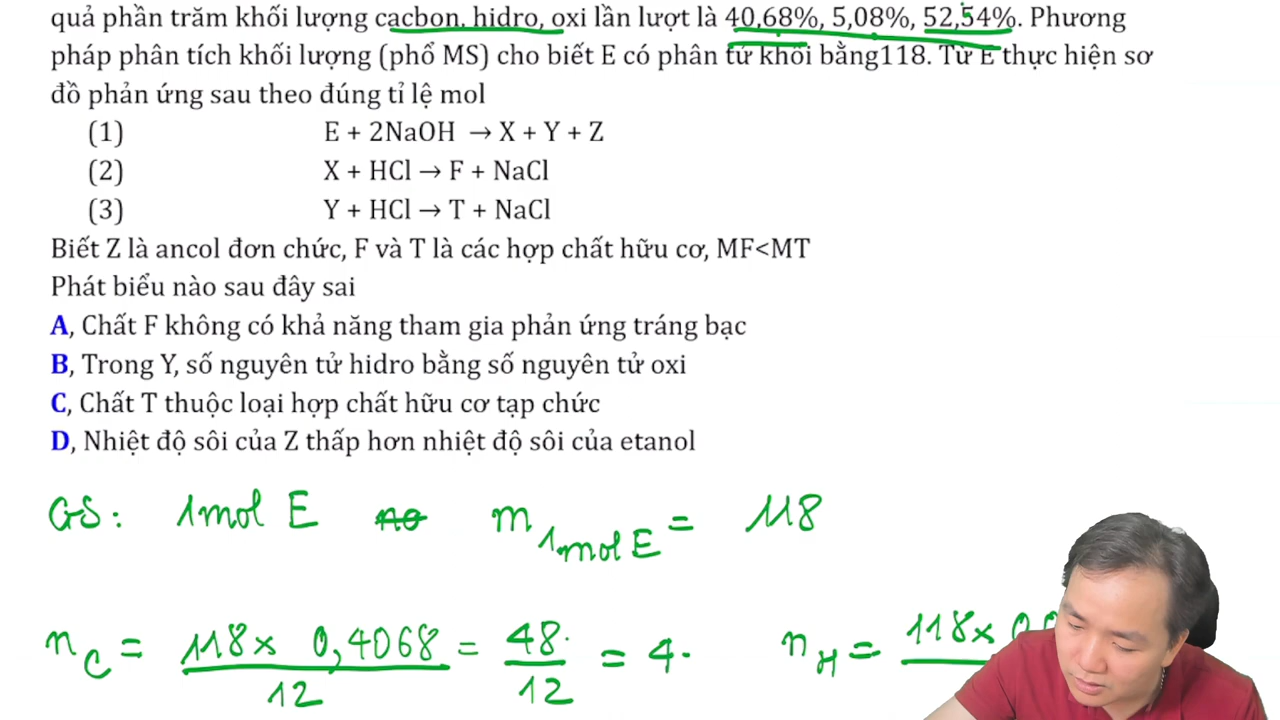 quả phần trăm khối lượng cacbon, hidro, oxi lần lượt là 40,68%, 5,08%, 52,54%. Phương
pháp phân tích khối lượng (phổ MS) cho biết E có phân tử khối bằng118. Từ E thực hiện sơ
đồ phản ứng sau theo đúng tỉ lệ mol
(1) E + 2NaOH → X + Y + Z
(2) X + HCl → F + NaCl
(3) Y + HCl → T + NaCl
Biết Z là ancol đơn chức, F và T là các hợp chất hữu cơ, MF<MT
Phát biểu nào sau đây sai
A, Chất F không có khả năng tham gia phản ứng tráng bạc
B, Trong Y, số nguyên tử hidro bằng số nguyên tử oxi
C, Chất T thuộc loại hợp chất hữu cơ tạp chức
D, Nhiệt độ sôi của Z thấp hơn nhiệt độ sôi của etanol
GS: 1mol E m 1mol E = 118
n C = 118 x 0,4068 / 12 = 48 / 12 = 4. n H = 118 x